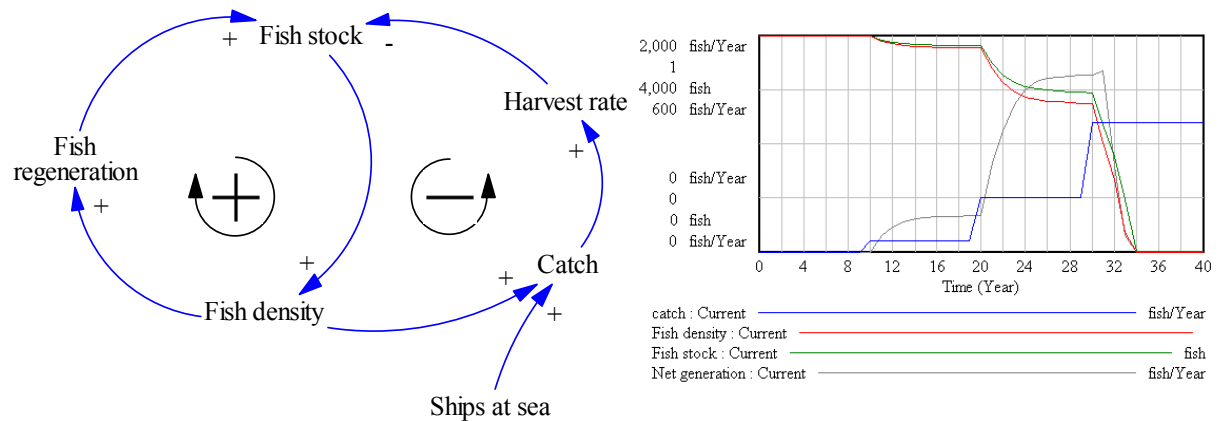 Fish stock
+
-
Harvest rate
+
Fish
regeneration
+
+
−
+
+
Catch
+
Fish density
+
Ships at sea
2,000 fish/Year
1
4,000 fish
600 fish/Year
0 fish/Year
0
0 fish
0 fish/Year
0 4 8 12 16 20 24 28 32 36 40
Time (Year)
catch : Current fish/Year
Fish density : Current
Fish stock : Current fish
Net generation : Current fish/Year